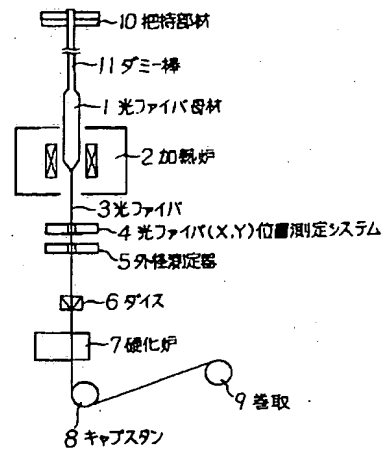 10 把持部材
11 ダミー棒
1 光ファイバ母材
2 加熱炉
3 光ファイバ
4 光ファイバ(X,Y)位置測定システム
5 外径測定器
6 ダイス
7 硬化炉
8 キャプスタン
9 巻取